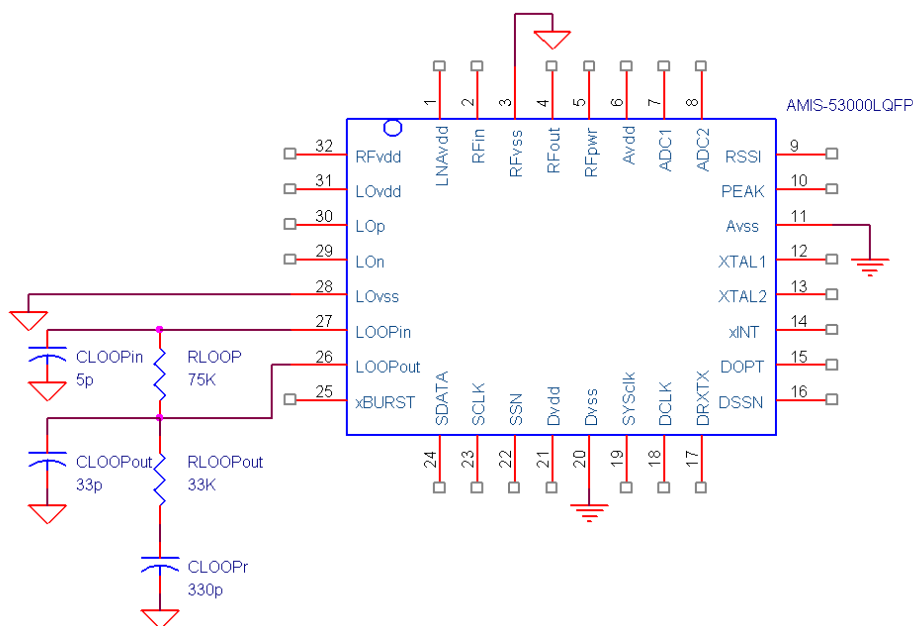 AMIS-53000LQFP
1
2
3
4
5
6
7
8
LNAvdd
RFin
RFvss
RFout
RFpwr
Avdd
ADC1
ADC2
32
RFvdd
RSSI
9
31
LOvdd
PEAK
10
30
LOp
Avss
11
29
LOn
XTAL1
12
28
LOvss
XTAL2
13
27
LOOPin
xINT
14
26
LOOPout
DOPT
15
25
xBURST
DSSN
16
SDATA
SCLK
SSN
Dvdd
Dvss
SYSclk
DCLK
DRXTX
24
23
22
21
20
19
18
17
CLOOPin
5p
RLOOP
75K
CLOOPout
33p
RLOOPout
33K
CLOOPr
330p